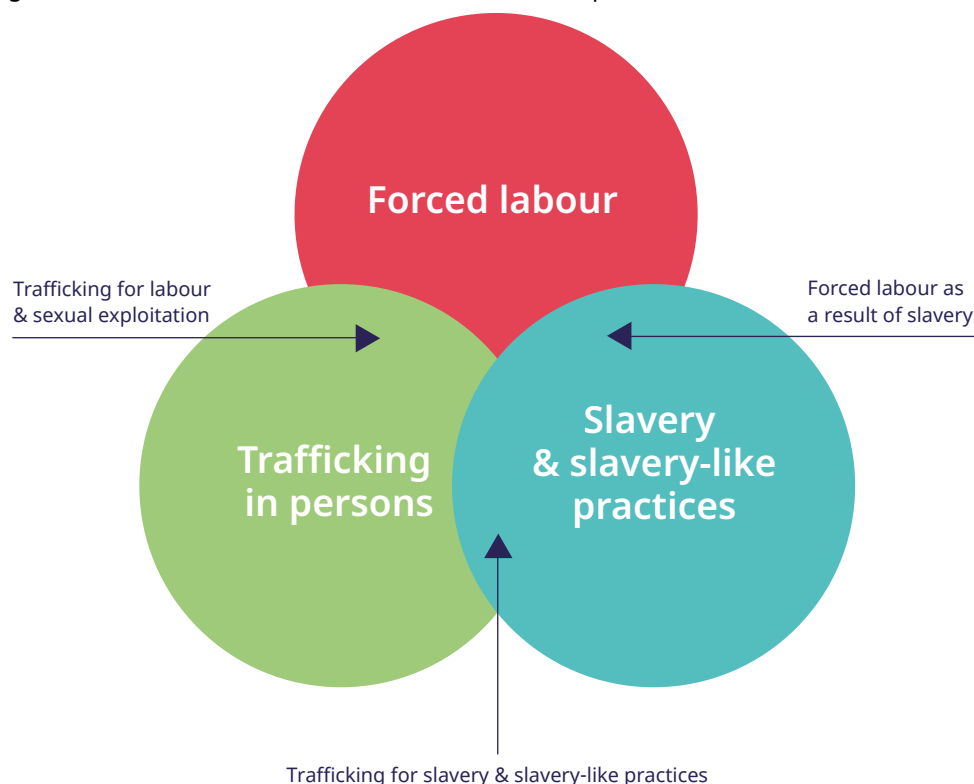 Forced labour
Trafficking for labour
& sexual exploitation
Forced labour as
a result of slavery
Trafficking
in persons
Slavery
& slavery-like
practices
Trafficking for slavery & slavery-like practices